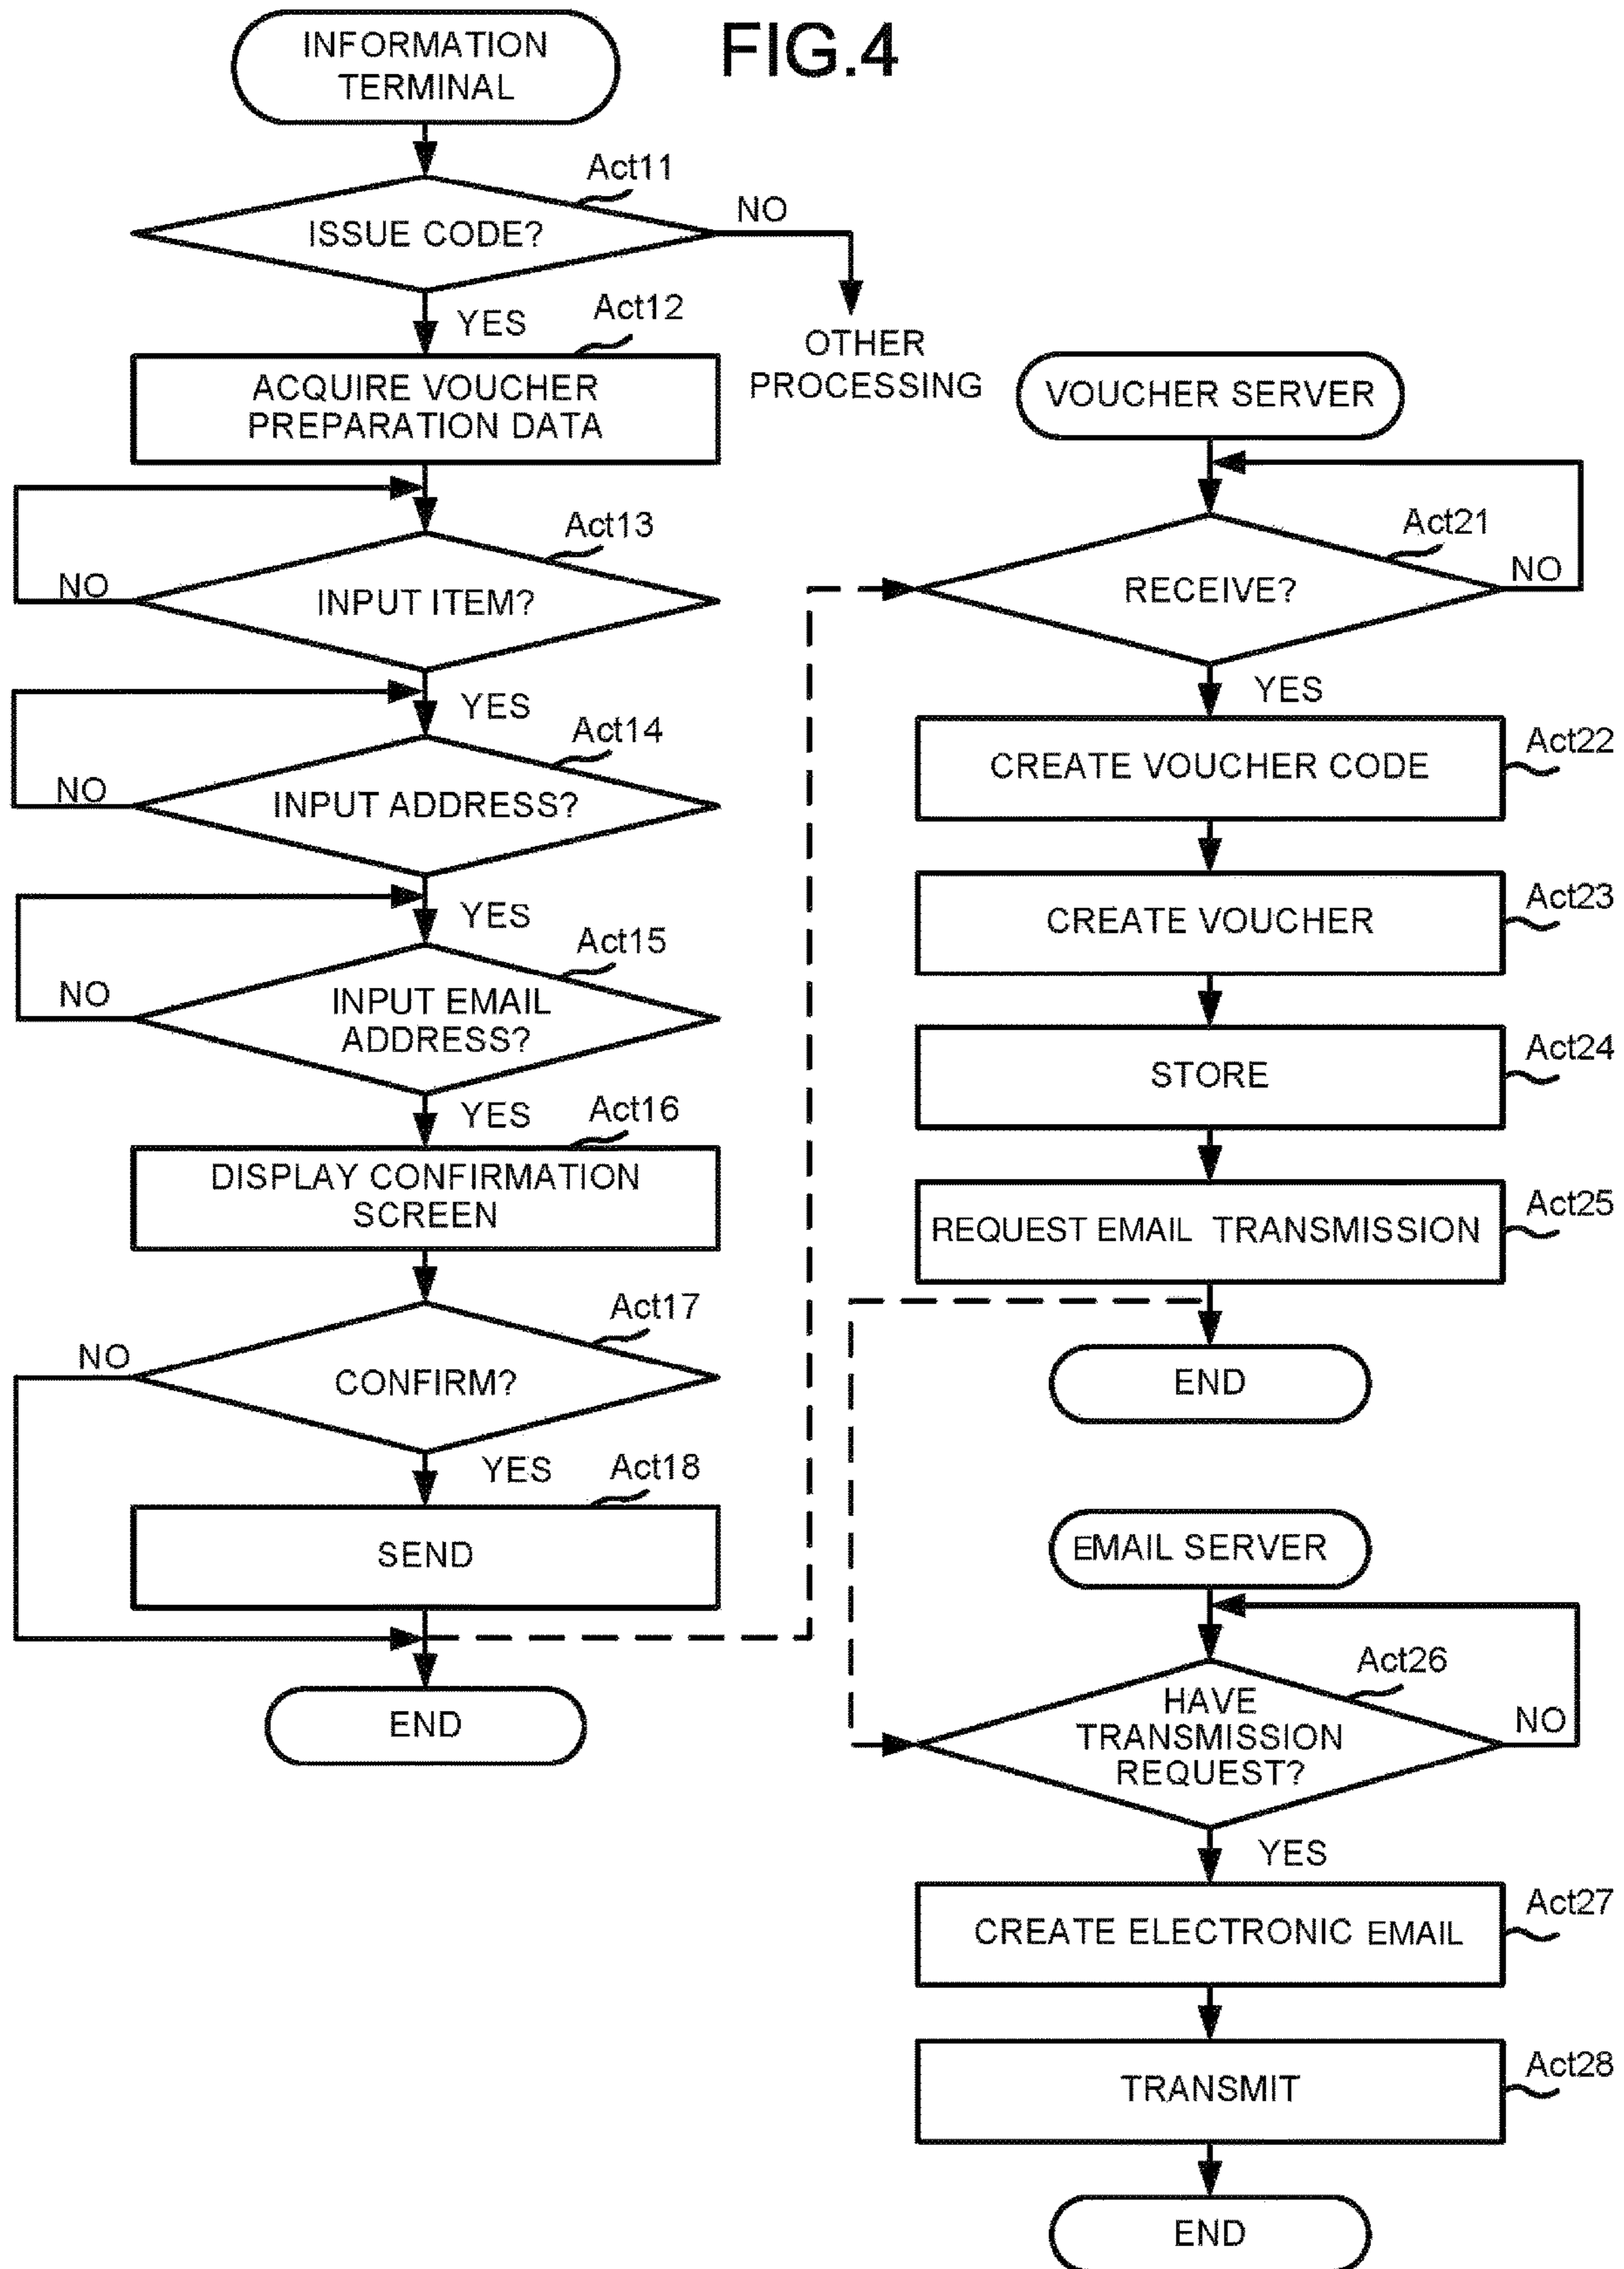 FIG.4
INFORMATION
TERMINAL
Act11
ISSUE CODE?
NO
YES
OTHER
PROCESSING
Act12
ACQUIRE VOUCHER
PREPARATION DATA
Act13
NO
INPUT ITEM?
YES
Act14
NO
INPUT ADDRESS?
YES
Act15
NO
INPUT EMAIL
ADDRESS?
YES
Act16
DISPLAY CONFIRMATION
SCREEN
Act17
NO
CONFIRM?
YES
Act18
SEND
END
VOUCHER SERVER
Act21
RECEIVE?
NO
YES
Act22
CREATE VOUCHER CODE
Act23
CREATE VOUCHER
Act24
STORE
Act25
REQUEST EMAIL TRANSMISSION
END
EMAIL SERVER
Act26
HAVE
TRANSMISSION
REQUEST?
NO
YES
Act27
CREATE ELECTRONIC EMAIL
Act28
TRANSMIT
END